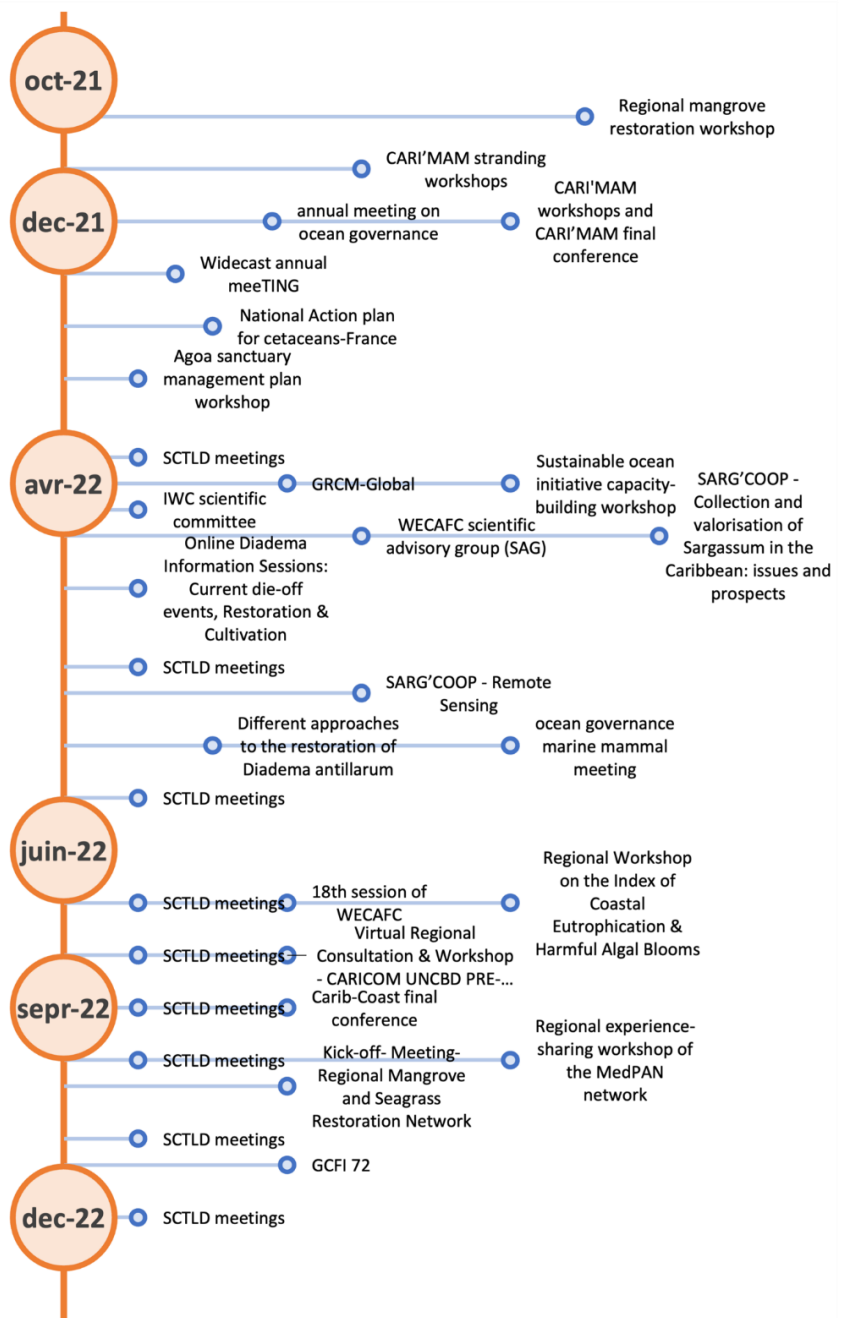 oct-21
Regional mangrove
restoration workshop
CARI’MAM stranding
workshops
dec-21
annual meeting on
ocean governance
CARI'MAM
workshops and
CARI’MAM final
conference
Widecast annual
meeTING
National Action plan
for cetaceans-France
Agoa sanctuary
management plan
workshop
SCTLD meetings
avr-22
GRCM-Global
Sustainable ocean
initiative capacity-
building workshop
IWC scientific
committee
WECAFC scientific
advisory group (SAG)
SARG’COOP -
Collection and
valorisation of
Sargassum in the
Caribbean: issues and
prospects
Online Diadema
Information Sessions:
Current die-off
events, Restoration &
Cultivation
SCTLD meetings
SARG’COOP - Remote
Sensing
Different approaches
to the restoration of
Diadema antillarum
ocean governance
marine mammal
meeting
SCTLD meetings
juin-22
SCTLD meetings
18th session of
WECAFC
Regional Workshop
on the Index of
Coastal
Eutrophication &
Harmful Algal Blooms
SCTLD meetings
Virtual Regional
Consultation & Workshop
- CARICOM UNCBD PRE-...
sepr-22
SCTLD meetings
Carib-Coast final
conference
SCTLD meetings
Regional experience-
sharing workshop of
the MedPAN
network
Kick-off- Meeting-
Regional Mangrove
and Seagrass
Restoration Network
SCTLD meetings
GCFI 72
dec-22
SCTLD meetings